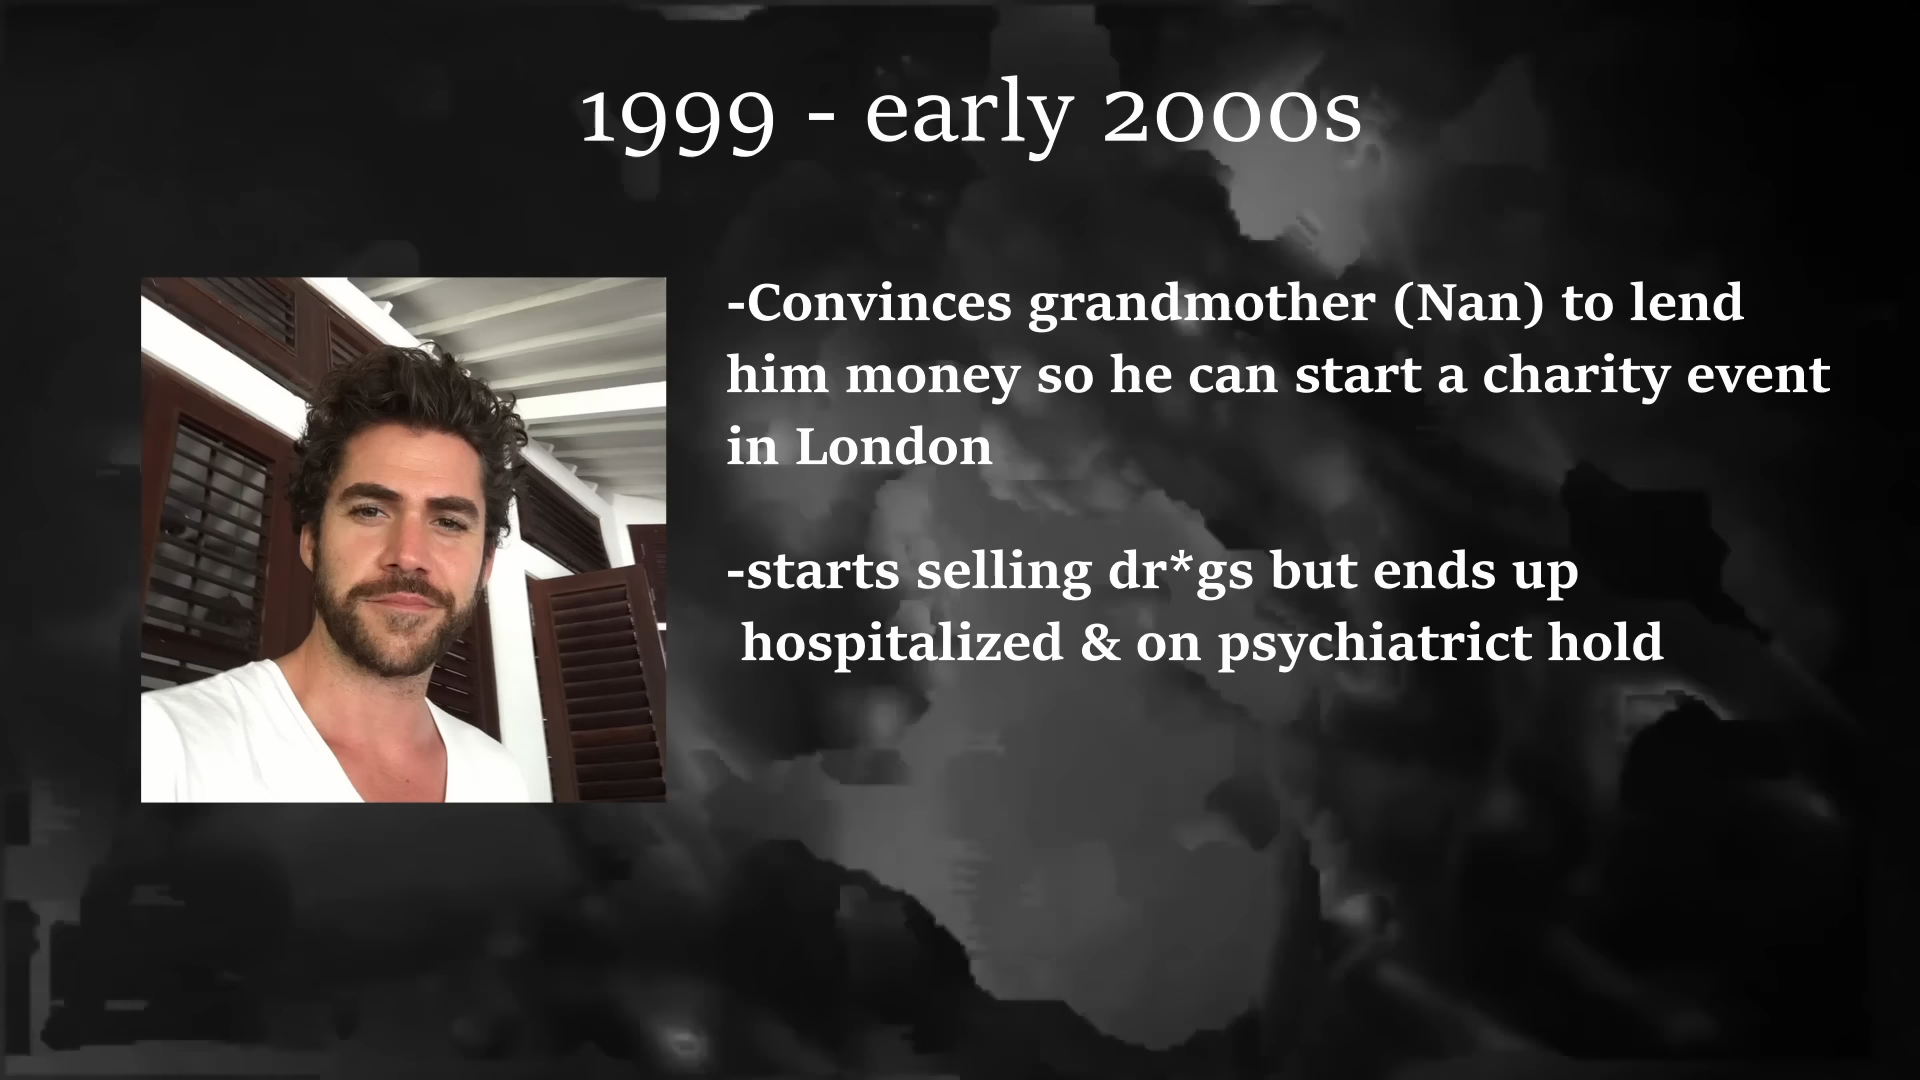 1999 - early 2000s
-Convinces grandmother (Nan) to lend
him money so he can start a charity event
in London
-starts selling dr*gs but ends up
hospitalized & on psychiatrict hold